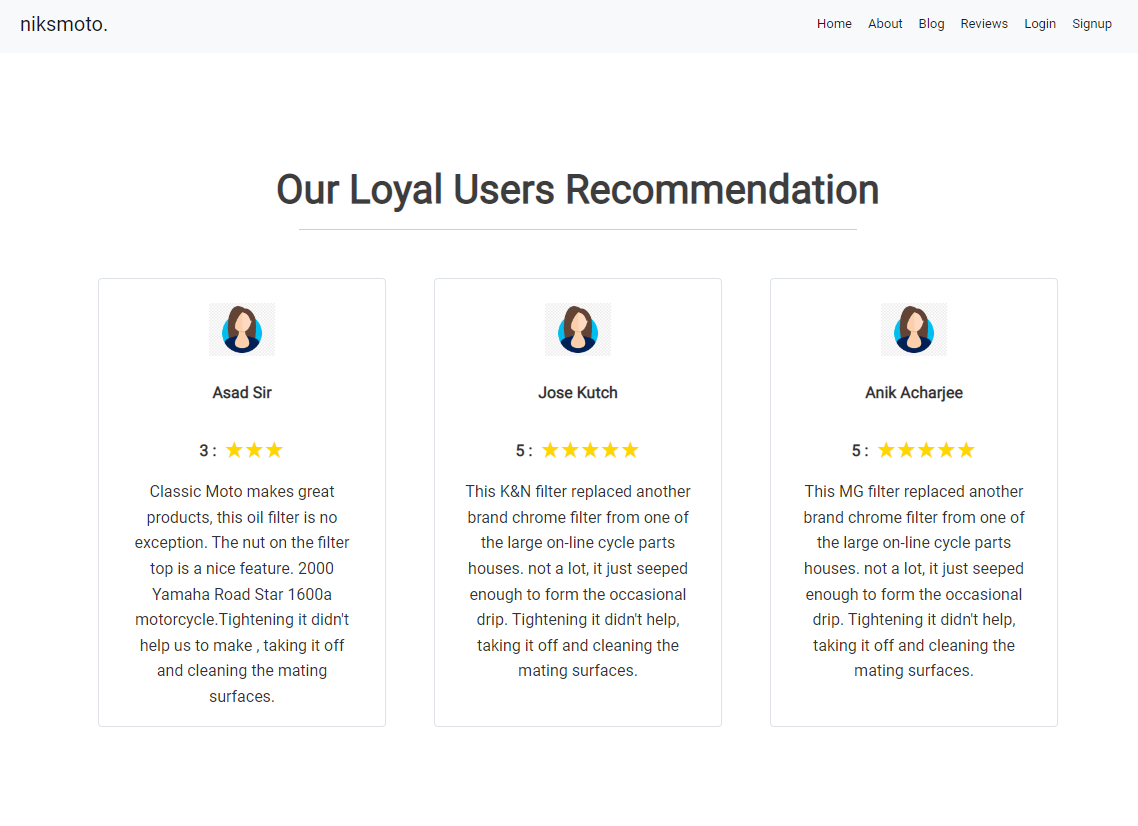 niksmoto.
Home About Blog Reviews Login Signup
Our Loyal Users Recommendation
Asad Sir
3 : ★★★
Classic Moto makes great
products, this oil filter is no
exception. The nut on the filter
top is a nice feature. 2000
Yamaha Road Star 1600a
motorcycle.Tightening it didn't
help us to make , taking it off
and cleaning the mating
surfaces.
Jose Kutch
5 : ★★★★★
This K&N filter replaced another
brand chrome filter from one of
the large on-line cycle parts
houses. not a lot, it just seeped
enough to form the occasional
drip. Tightening it didn't help,
taking it off and cleaning the
mating surfaces.
Anik Acharjee
5 : ★★★★★
This MG filter replaced another
brand chrome filter from one of
the large on-line cycle parts
houses. not a lot, it just seeped
enough to form the occasional
drip. Tightening it didn't help,
taking it off and cleaning the
mating surfaces.